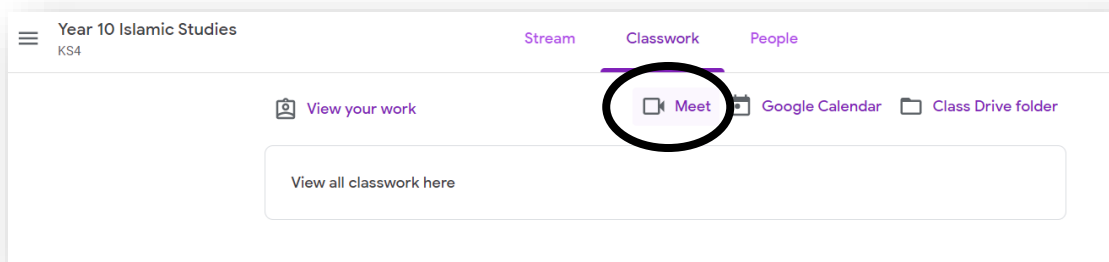 Year 10 Islamic Studies
KS4
Stream Classwork People
View your work Meet Google Calendar Class Drive folder
View all classwork here